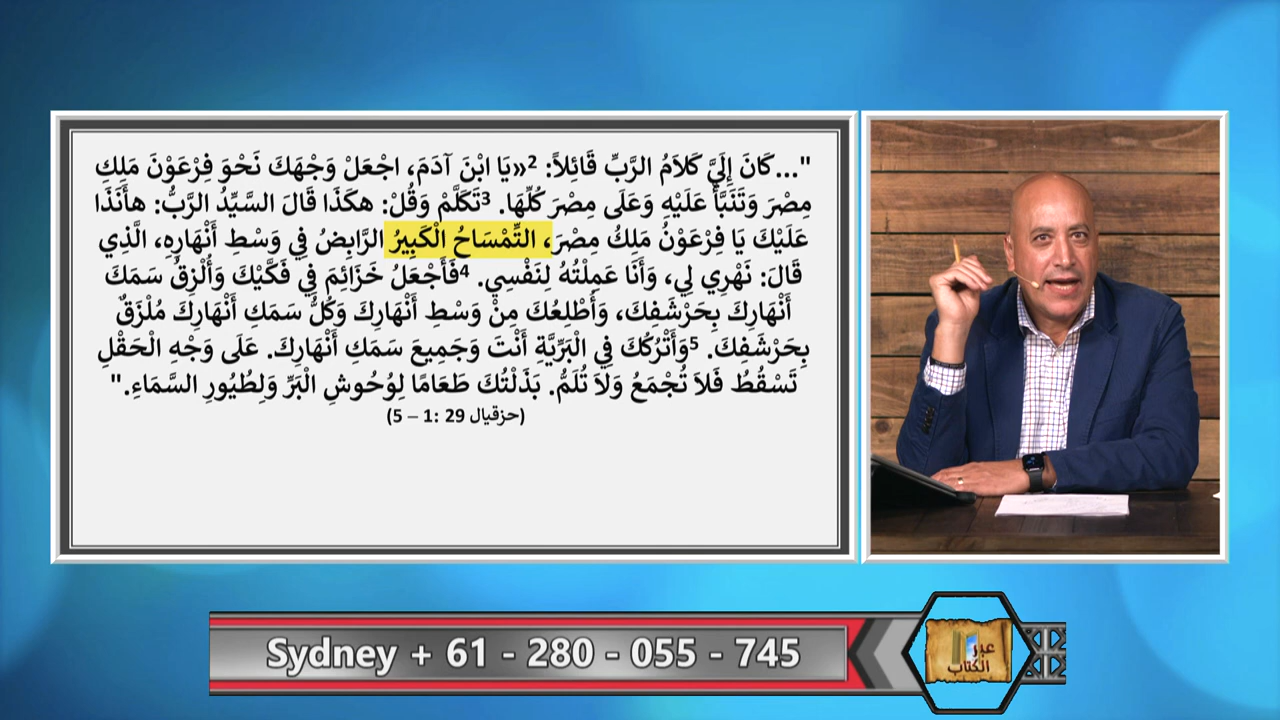 "...كَانَ إِلَيَّ كَلاَمُ الرَّبِّ قَائِلاً: ²«يَا ابْنَ آدَمَ، اجْعَلْ وَجْهَكَ نَحْوَ فِرْعَوْنَ مَلِكِ
مِصْرَ وَتَنَبَّأْ عَلَيْهِ وَعَلَى مِصْرَ كُلِّهَا. ³تَكَلَّمْ وَقُلْ: هكَذَا قَالَ السَّيِّدُ الرَّبُّ: هأَنَذَا
عَلَيْكَ يَا فِرْعَوْنُ مَلِكُ مِصْرَ، التِّمْسَاحُ الْكَبِيرُ الرَّابِضُ فِي وَسْطِ أَنْهَارِهِ، الَّذِي
قَالَ: نَهْرِي لِي، وَأَنَا عَمِلْتُهُ لِنَفْسِي. ⁴فَأَجْعَلُ خَزَائِمَ فِي فَكَّيْكَ وَأُلْزِقُ سَمَكَ
أَنْهَارِكَ بِحَرْشَفِكَ، وَأُطْلِعُكَ مِنْ وَسْطِ أَنْهَارِكَ وَكُلُّ سَمَكِ أَنْهَارِكَ مُلْزَقٌ
بِحَرْشَفِكَ. ⁵وَأَتْرُكُكَ فِي الْبَرِّيَّةِ أَنْتَ وَجَمِيعَ سَمَكِ أَنْهَارِكَ. عَلَى وَجْهِ الْحَقْلِ
تَسْقُطُ فَلاَ تُجْمَعُ وَلاَ تُلَمُّ. بَذَلْتُكَ طَعَامًا لِوُحُوشِ الْبَرِّ وَلِطُيُورِ السَّمَاءِ."
(حزقيال 29 :1 – 5)
Sydney + 61 - 280 - 055 - 745
عبر
الكتاب